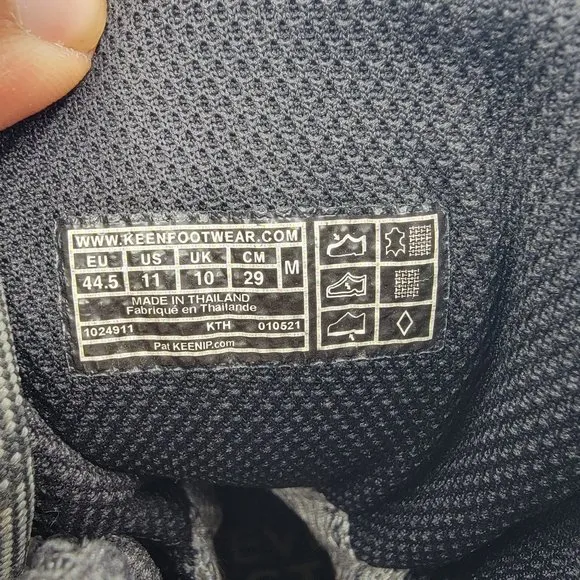 WWW.KEENFOOTWEAR.COM
EU US UK CM M
44.5 11 10 29
MADE IN THAILAND
Fabriqué en Thaïlande
1024911 KTH 010521
Pat KEENIP.com